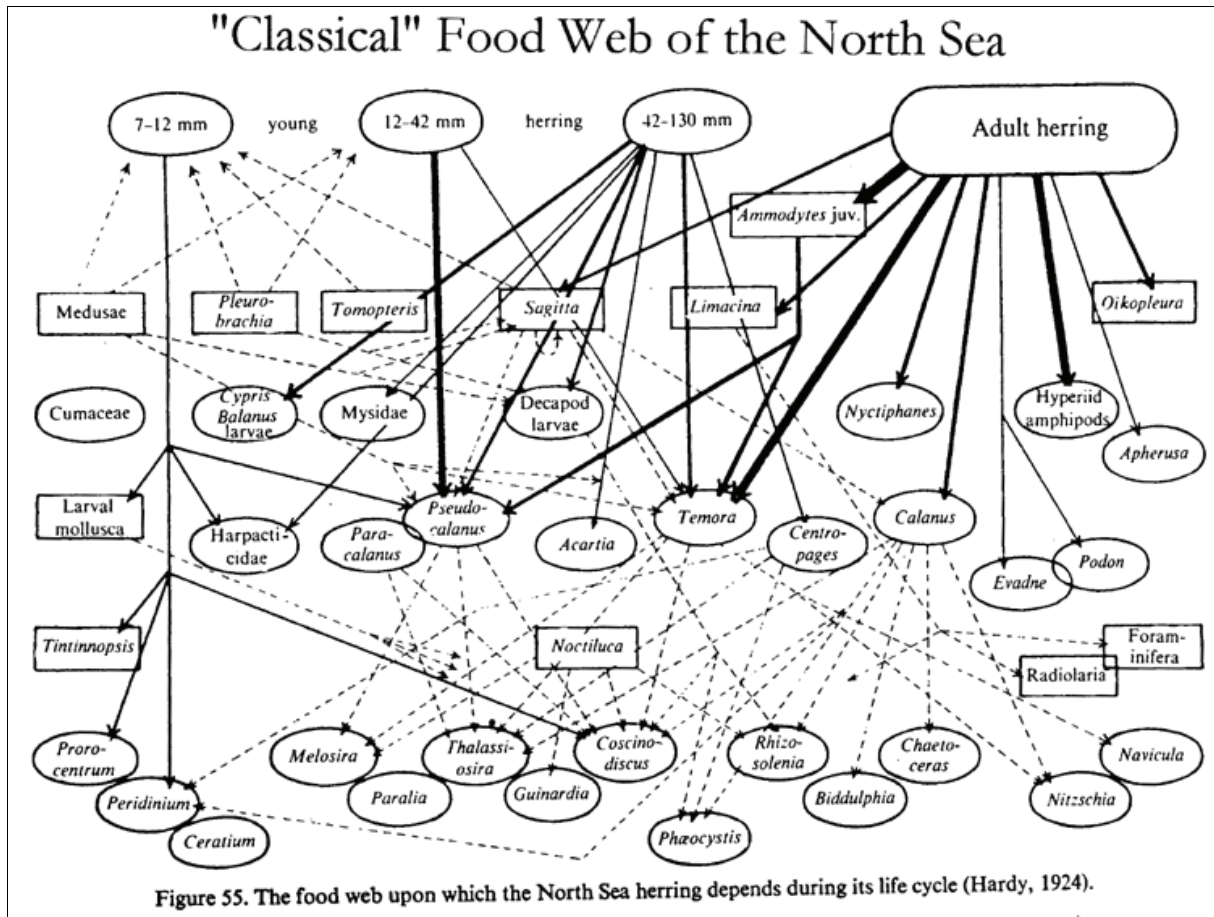 "Classical" Food Web of the North Sea
7–12 mm
young
12–42 mm
herring
42–130 mm
Adult herring
Ammodytes juv.
Medusae
Pleuro-
brachia
Tomopteris
Sagitta
Limacina
Oikopleura
Cumaceae
Cypris
Balanus
larvae
Mysidae
Decapod
larvae
Nyctiphanes
Hyperiid
amphipods
Apherusa
Larval
mollusca
Harpacti-
cidae
Para-
calanus
Pseudo-
calanus
Acartia
Temora
Centro-
pages
Calanus
Evadne
Podon
Tintinnopsis
Noctiluca
Radiolaria
Foram-
inifera
Proro-
centrum
Peridinium
Ceratium
Melosira
Paralia
Thalassi-
osira
Guinardia
Coscino-
discus
Phæocystis
Rhizo-
solenia
Biddulphia
Chaeto-
ceras
Nitzschia
Navicula
Figure 55. The food web upon which the North Sea herring depends during its life cycle (Hardy, 1924).